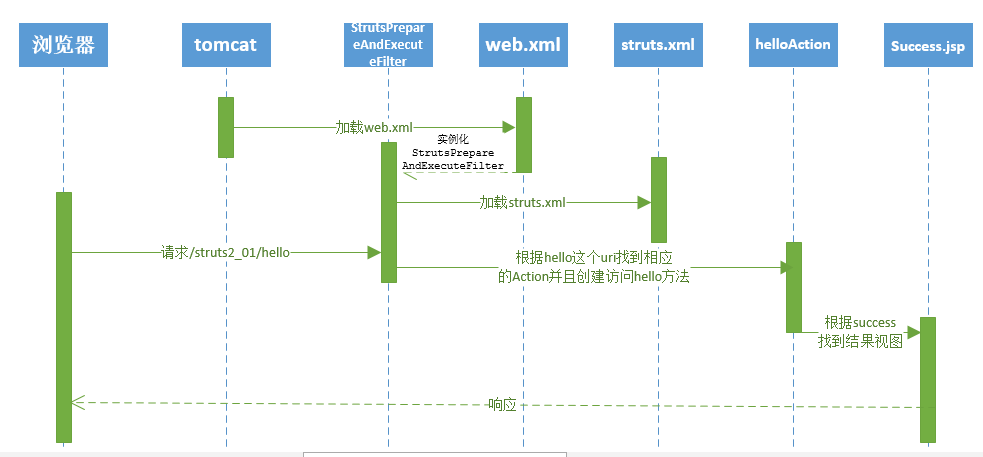 浏览器
tomcat
StrutsPrepar
eAndExecut
eFilter
web.xml
struts.xml
helloAction
Success.jsp
加载web.xml
实例化
StrutsPrepare
AndExecuteFilter
加载struts.xml
请求/struts2_01/hello
根据hello这个uri找到相应
的Action并且创建访问hello方法
根据success
找到结果视图
响应